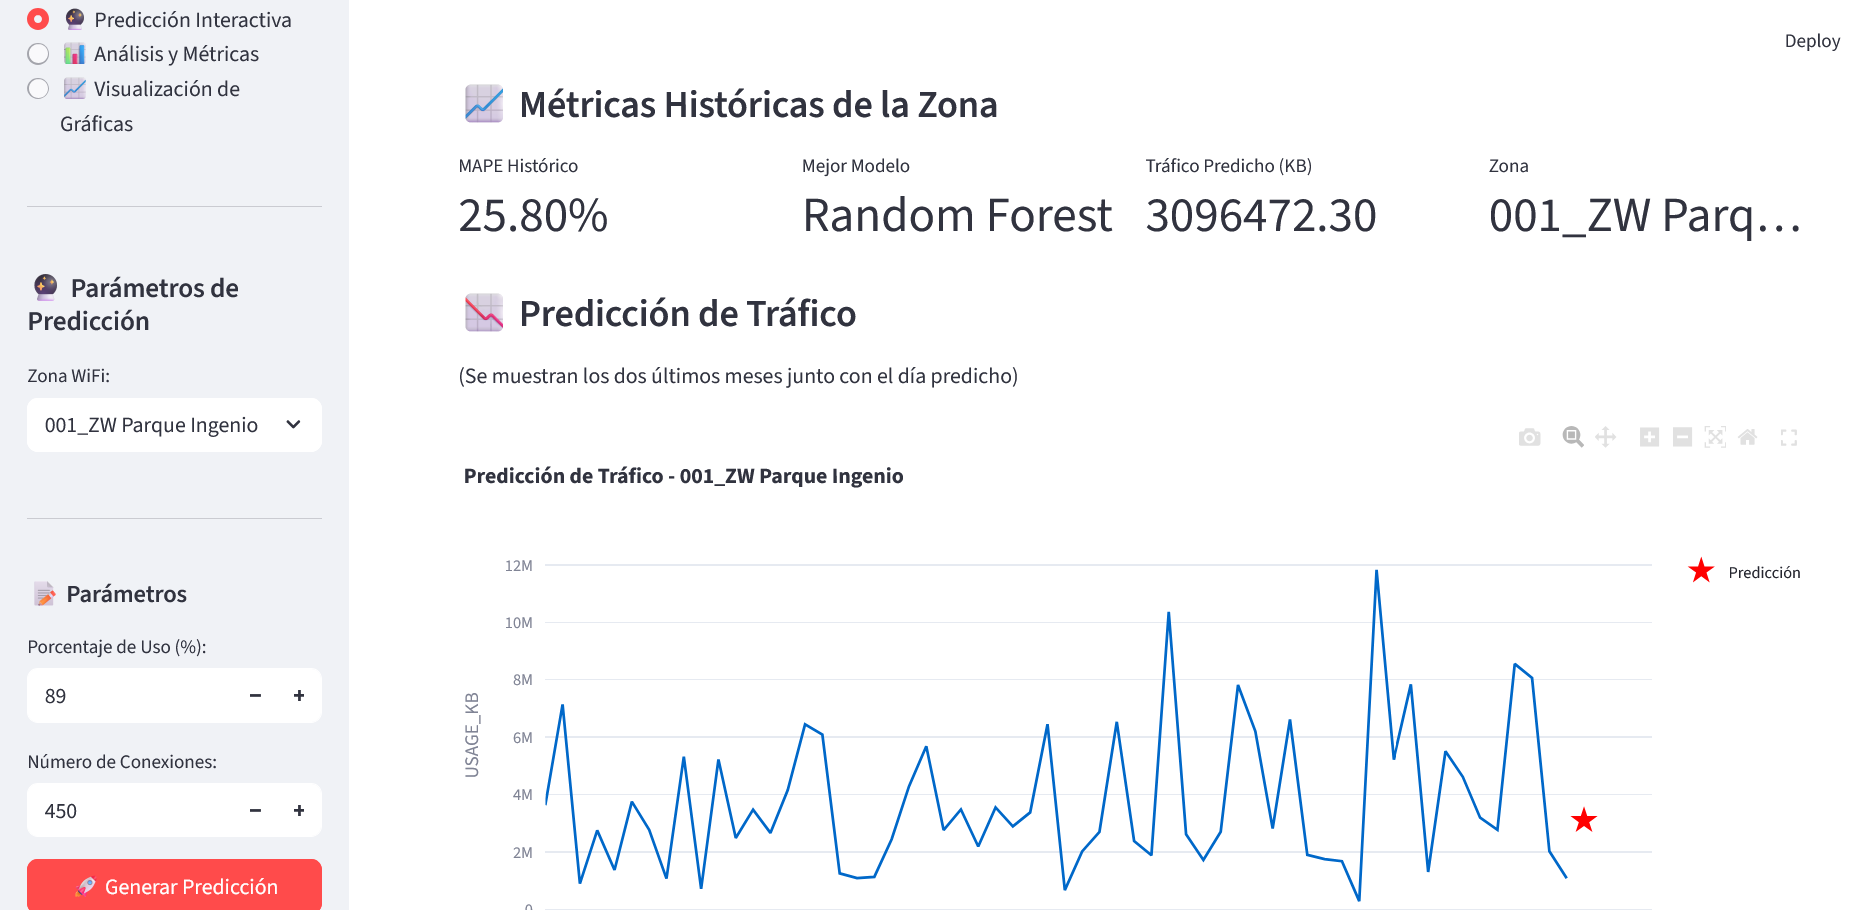 Predicción Interactiva
Análisis y Métricas
Visualización de
Gráficas
Parámetros de
Predicción
Zona WiFi:
001_ZW Parque Ingenio
Parámetros
Porcentaje de Uso (%):
89
Número de Conexiones:
450
Generar Predicción
Deploy
Métricas Históricas de la Zona
MAPE Histórico
25.80%
Mejor Modelo
Random Forest
Tráfico Predicho (KB)
3096472.30
Zona
001_ZW Parq...
Predicción de Tráfico
(Se muestran los dos últimos meses junto con el día predicho)
Predicción de Tráfico - 001_ZW Parque Ingenio
12M
10M
8M
6M
4M
2M
0
USAGE_KB
Predicción